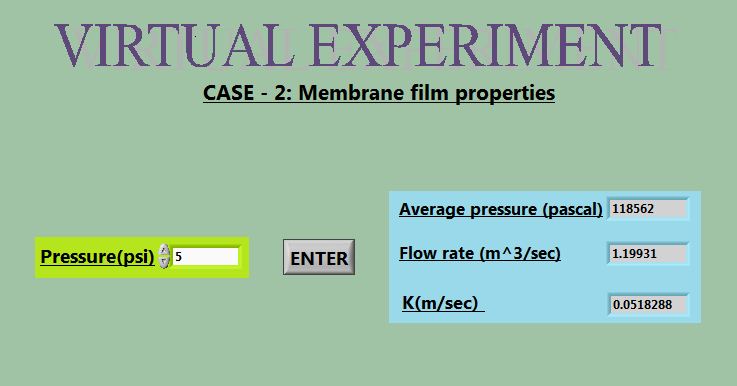 VIRTUAL EXPERIMENT
CASE - 2: Membrane film properties
Average pressure (pascal) 118562
Pressure(psi) 5 ENTER Flow rate (m^3/sec) 1.19931
K(m/sec) 0.0518288